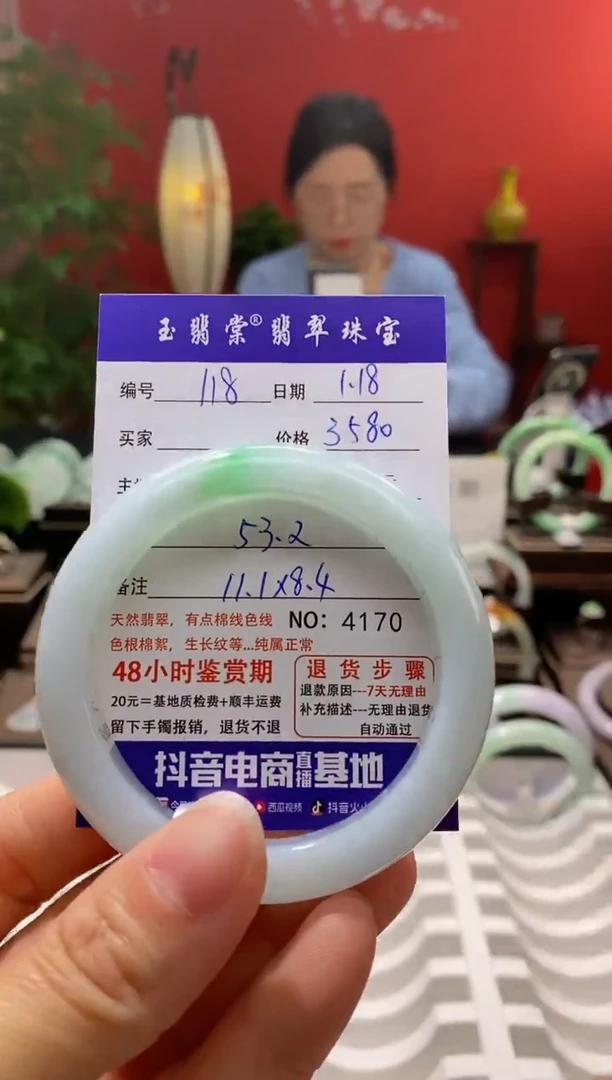 玉翡棠®翡翠珠宝
编号 118 日期 1.18
买家 价格 3580
53.2
备注 11.1x8.4
天然翡翠，有点棉线色线 NO: 4170
色根棉絮，生长纹等...纯属正常
48小时鉴赏期
退货步骤
20元=基地质检费+顺丰运费
退款原因---7天无理由
留下手镯报销，退货不退
补充描述---无理由退货
自动通过
抖音电商直播基地
西瓜视频 抖音火